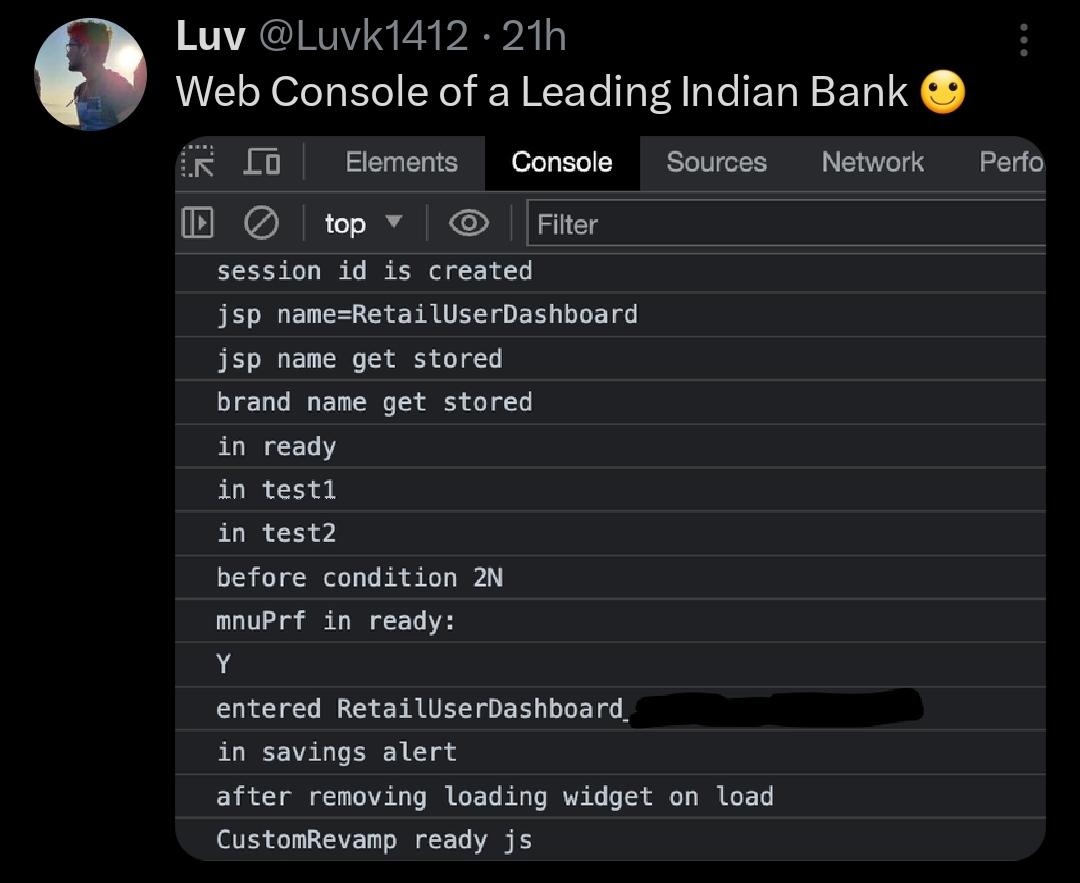 Luv @Luvk1412 · 21h
Web Console of a Leading Indian Bank 🙂
Elements Console Sources Network Perfo
top Filter
session id is created
jsp name=RetailUserDashboard
jsp name get stored
brand name get stored
in ready
in test1
in test2
before condition 2N
mnuPrf in ready:
Y
entered RetailUserDashboard_
in savings alert
after removing loading widget on load
CustomRevamp ready js